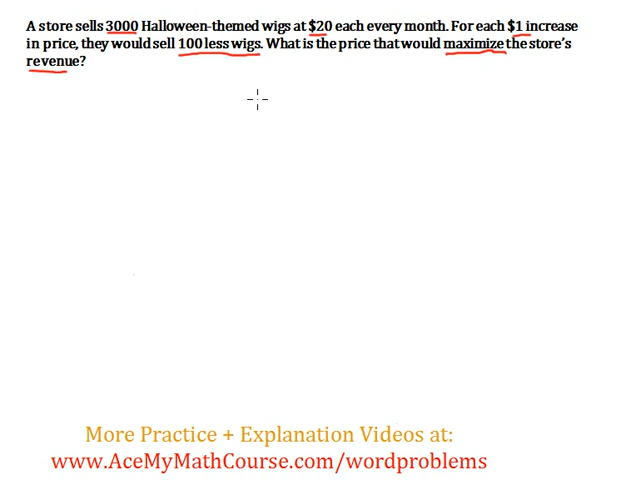 A store sells 3000 Halloween-themed wigs at $20 each every month. For each $1 increase
in price, they would sell 100 less wigs. What is the price that would maximize the store's
revenue?
More Practice + Explanation Videos at:
www.AceMyMathCourse.com/wordproblems